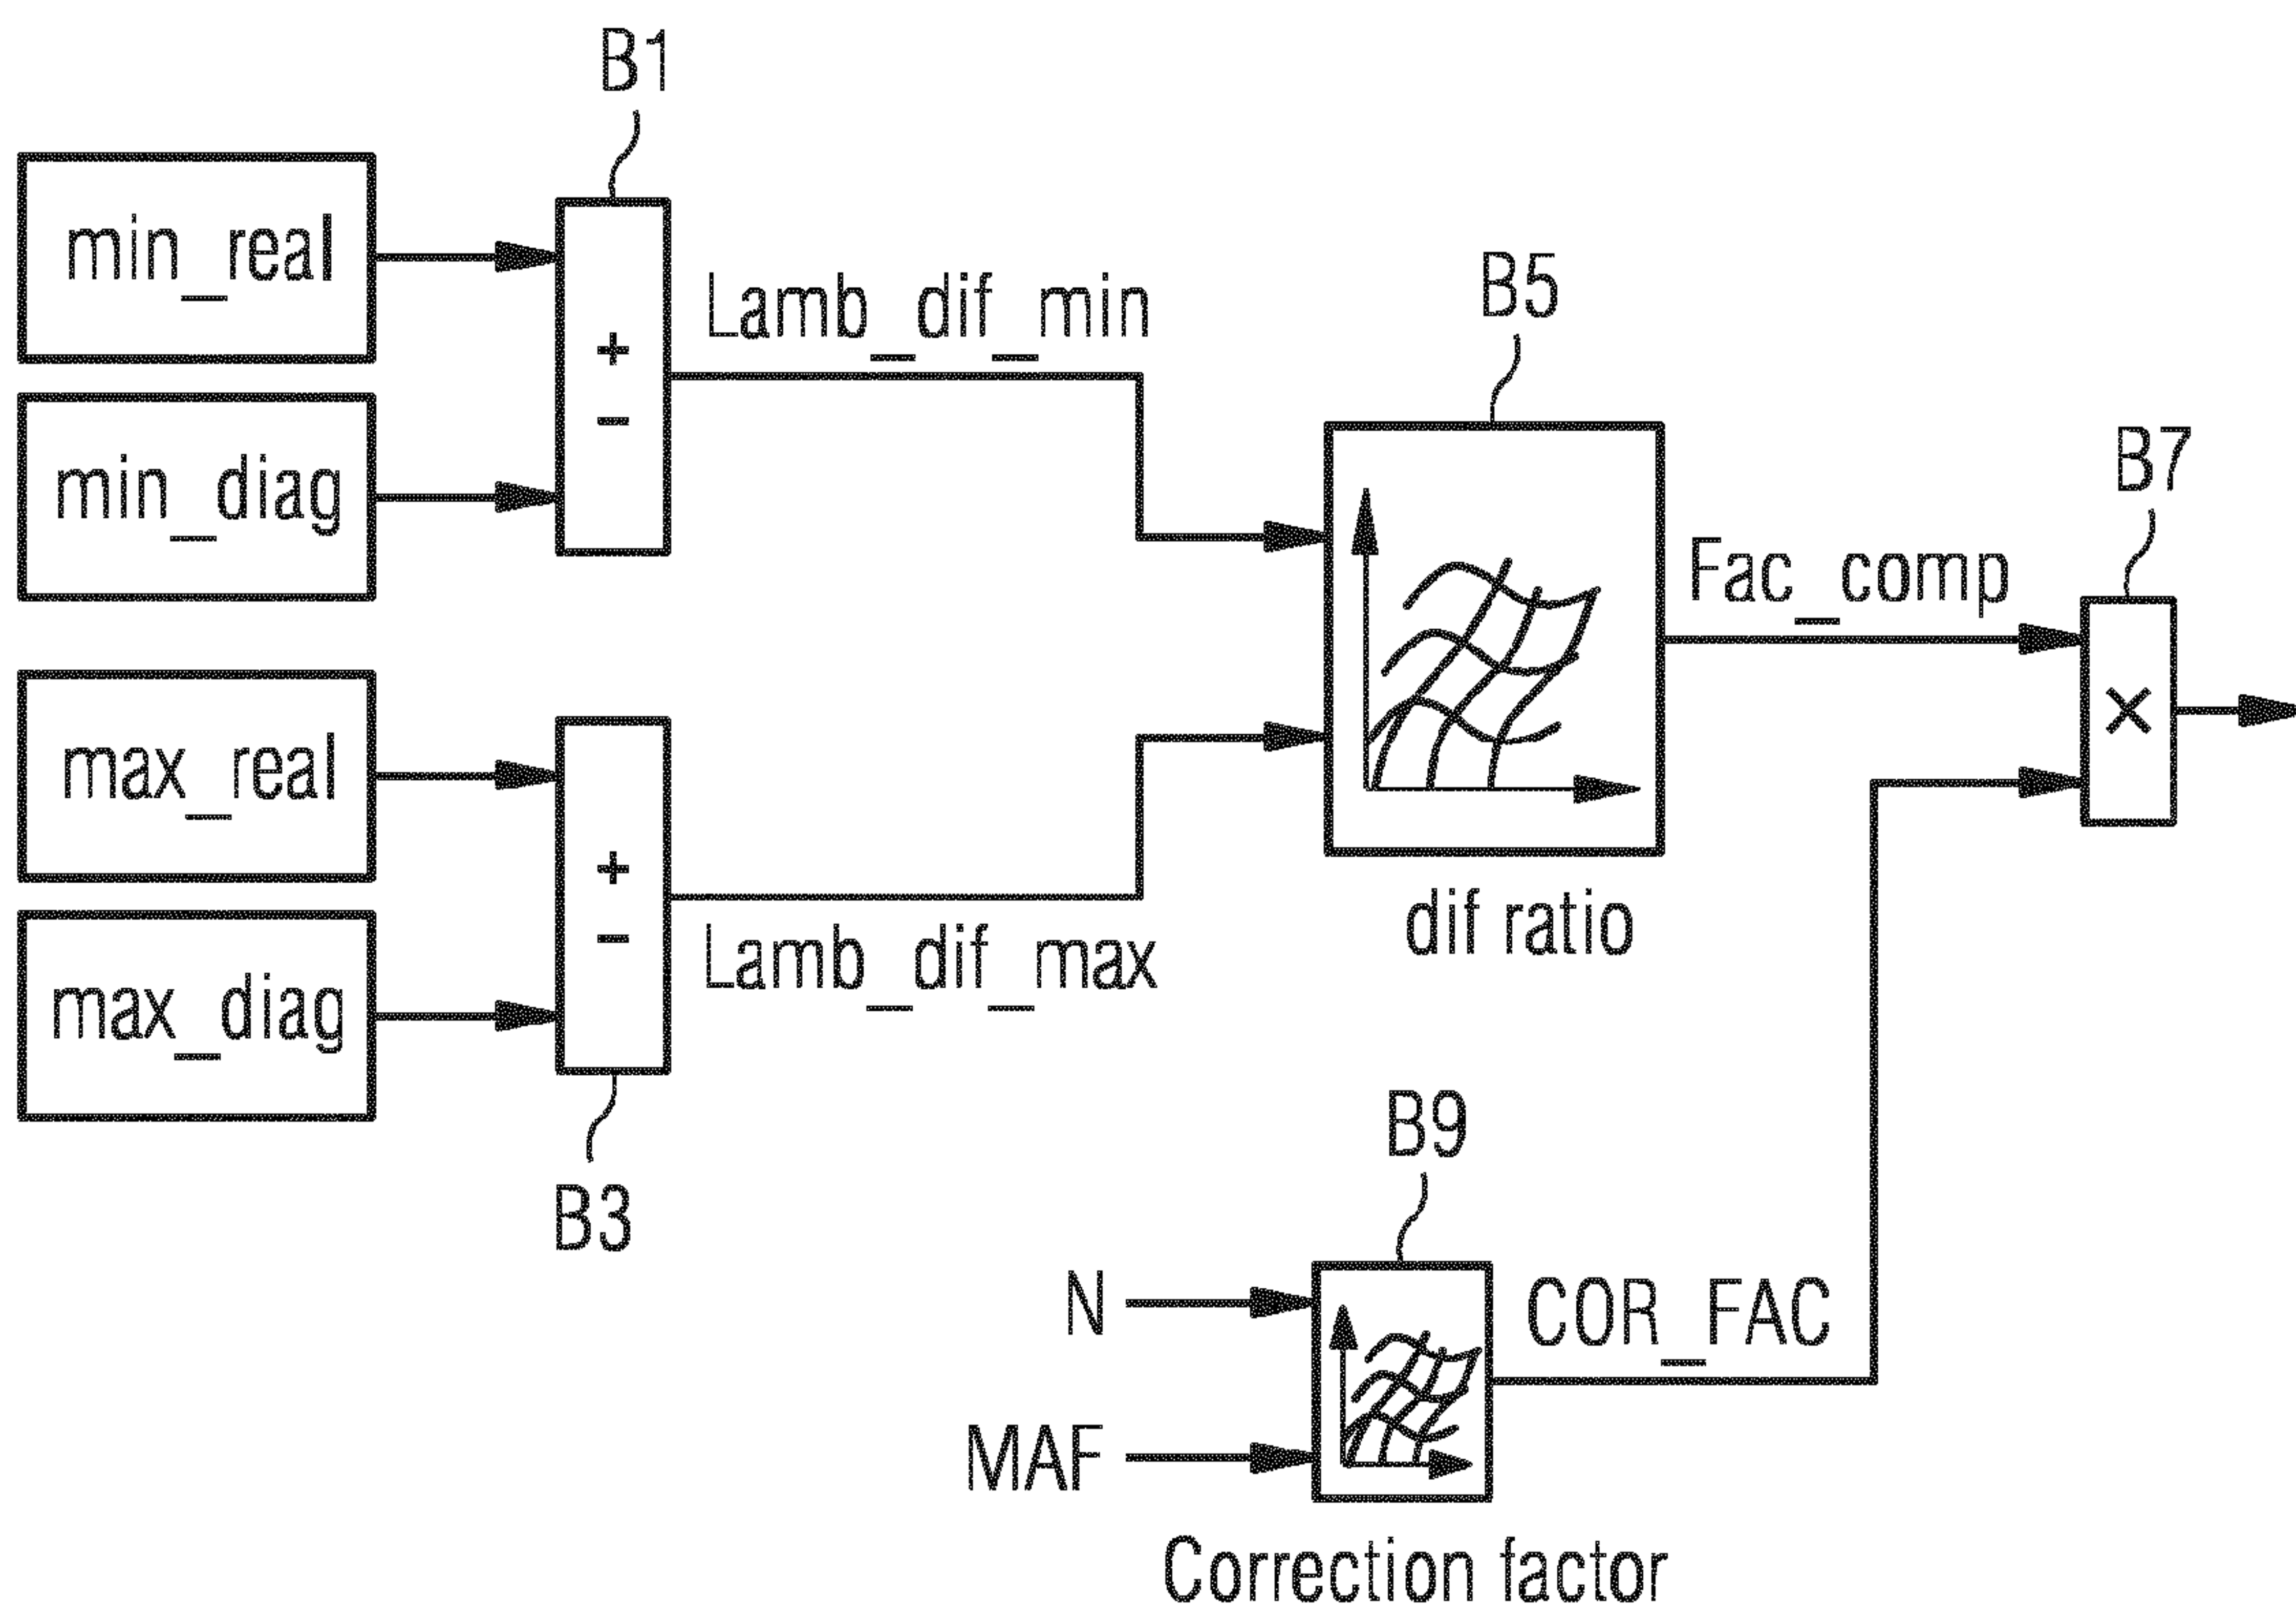 B1
min_real
Lamb_dif_min
B5
min_diag
B7
Fac_comp
max_real
+
−
×
dif ratio
Lamb_dif_max
max_diag
+
−
B9
B3
N
COR_FAC
MAF
Correction factor